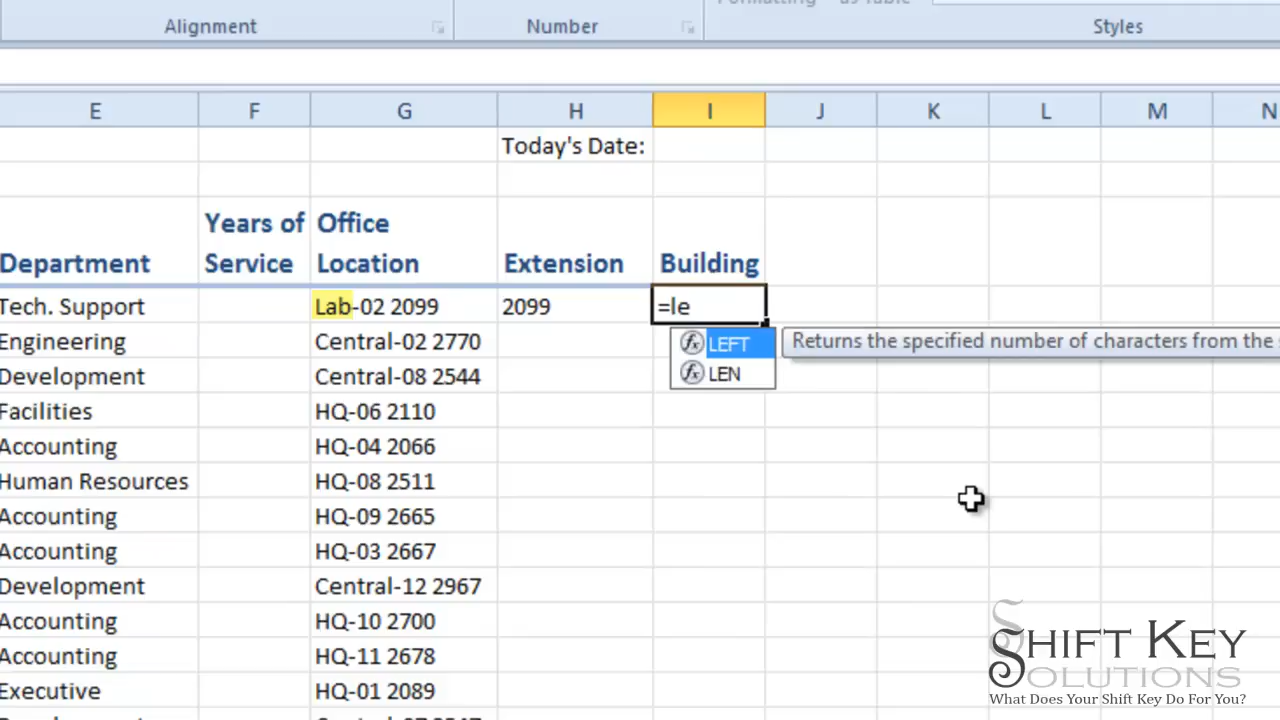 Formatting as Table
Alignment Number Styles
E F G H I J K L M N
Today's Date:
Years of Office
Department Service Location Extension Building
Tech. Support Lab-02 2099 2099 =le
Engineering Central-02 2770
LEFT Returns the specified number of characters from the
Development Central-08 2544
LEN
Facilities HQ-06 2110
Accounting HQ-04 2066
Human Resources HQ-08 2511
Accounting HQ-09 2665
Accounting HQ-03 2667
Development Central-12 2967
Accounting HQ-10 2700
Accounting HQ-11 2678
Executive HQ-01 2089
SHIFT KEY
SOLUTIONS
What Does Your Shift Key Do For You?